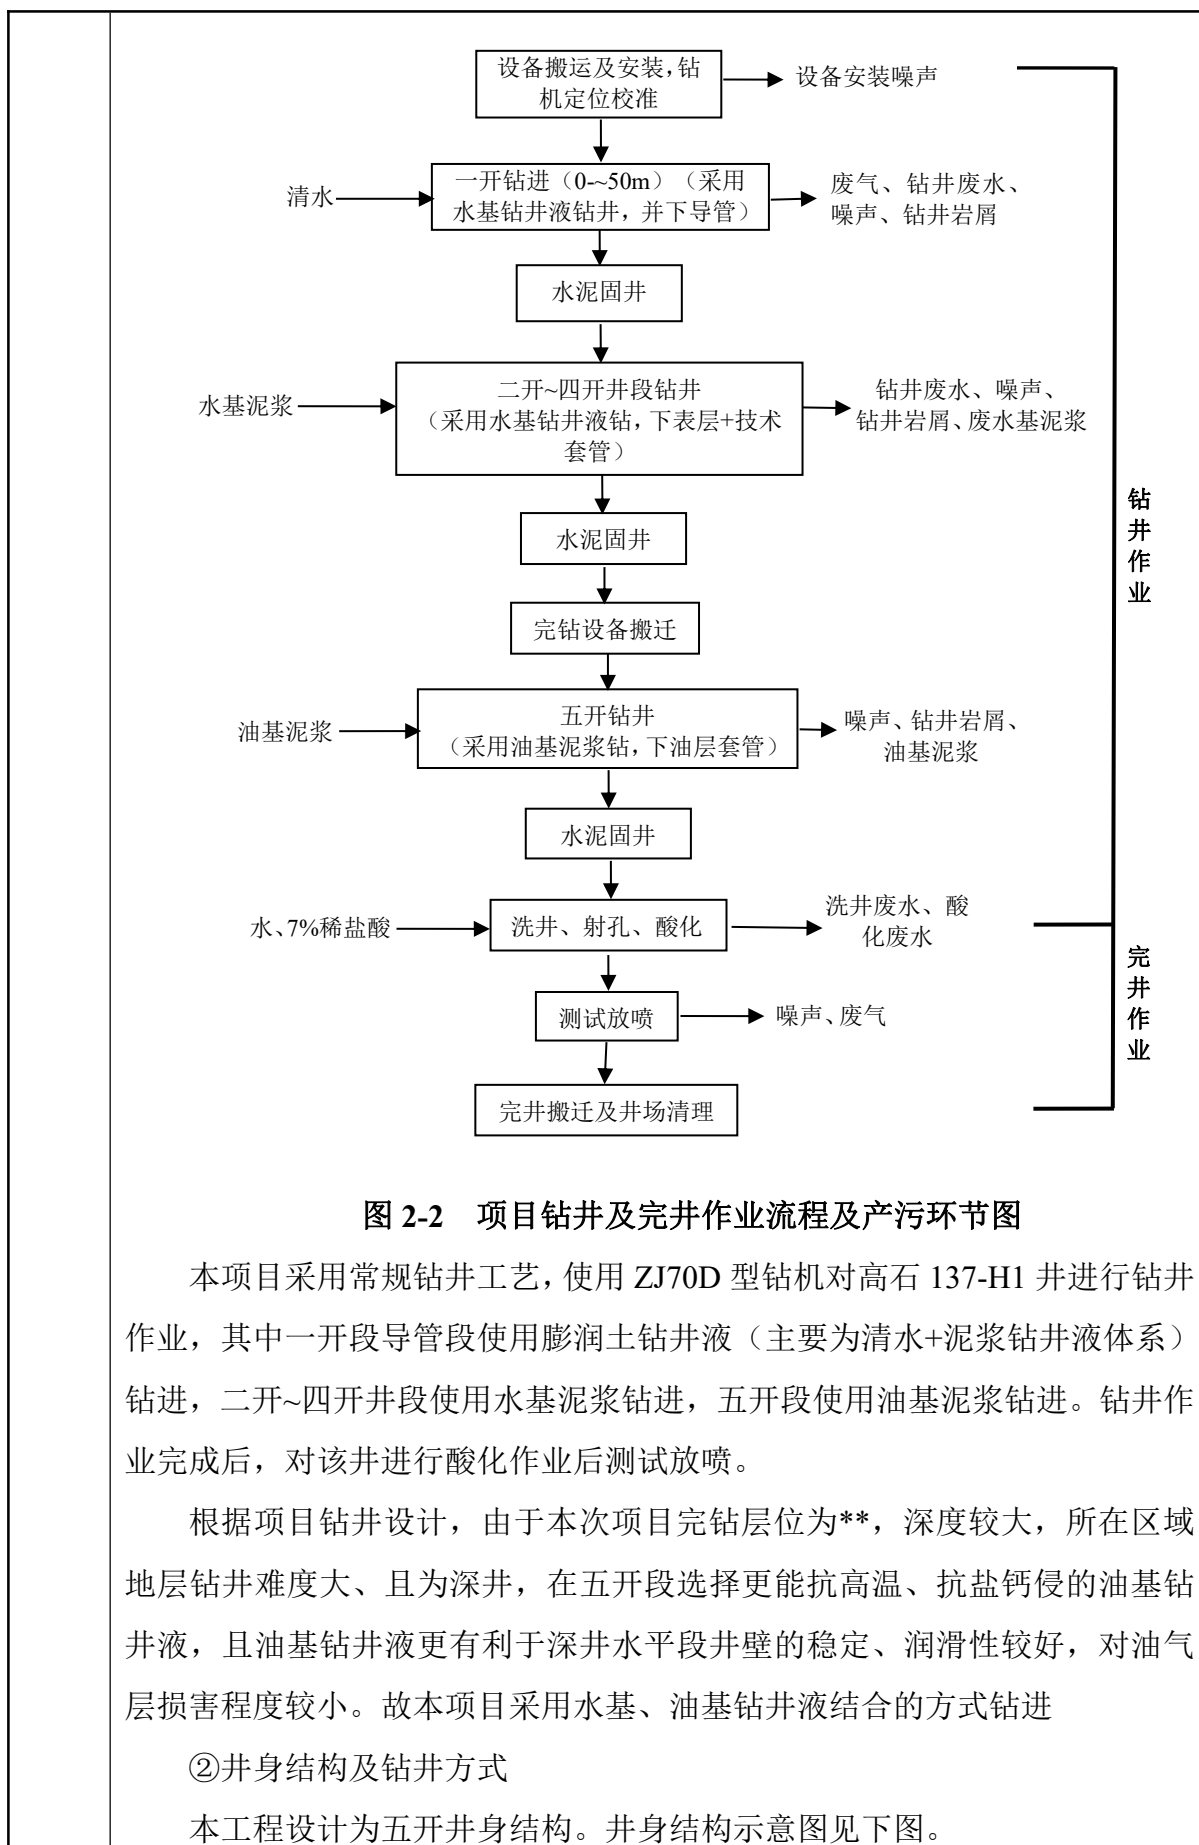 设备搬运及安装，钻
机定位校准
设备安装噪声
清水
一开钻进（0-~50m）（采用
水基钻井液钻井，并下导管）
废气、钻井废水、
噪声、钻井岩屑
水泥固井
水基泥浆
二开~四开井段钻井
（采用水基钻井液钻，下表层+技术
套管）
钻井废水、噪声、
钻井岩屑、废水基泥浆
水泥固井
完钻设备搬迁
油基泥浆
五开钻井
（采用油基泥浆钻，下油层套管）
噪声、钻井岩屑、
油基泥浆
水泥固井
水、7%稀盐酸
洗井、射孔、酸化
洗井废水、酸
化废水
测试放喷
噪声、废气
完井搬迁及井场清理
钻井作业
完井作业
图 2-2 项目钻井及完井作业流程及产污环节图
本项目采用常规钻井工艺，使用 ZJ70D 型钻机对高石 137-H1 井进行钻井
作业，其中一开段导管段使用膨润土钻井液（主要为清水+泥浆钻井液体系）
钻进，二开~四开井段使用水基泥浆钻进，五开段使用油基泥浆钻进。钻井作
业完成后，对该井进行酸化作业后测试放喷。
根据项目钻井设计，由于本次项目完钻层位为**，深度较大，所在区域
地层钻井难度大、且为深井，在五开段选择更能抗高温、抗盐钙侵的油基钻
井液，且油基钻井液更有利于深井水平段井壁的稳定、润滑性较好，对油气
层损害程度较小。故本项目采用水基、油基钻井液结合的方式钻进
②井身结构及钻井方式
本工程设计为五开井身结构。井身结构示意图见下图。